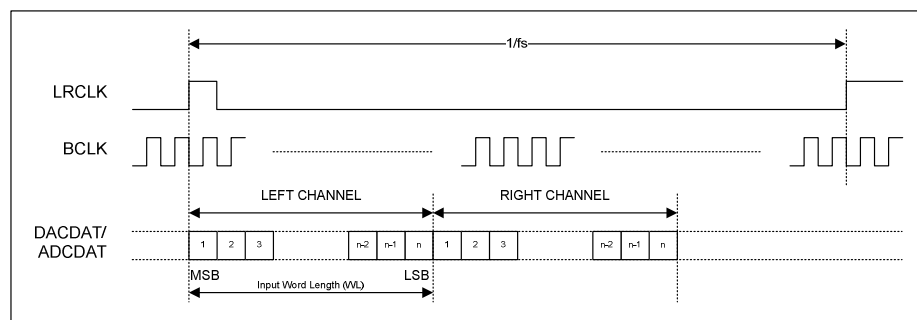 1/fs
LRCLK
BCLK
LEFT CHANNEL RIGHT CHANNEL
DACDAT/
ADCDAT
1 2 3 n-2 n-1 n 1 2 3 n-2 n-1 n
MSB LSB
Input Word Length (WL)